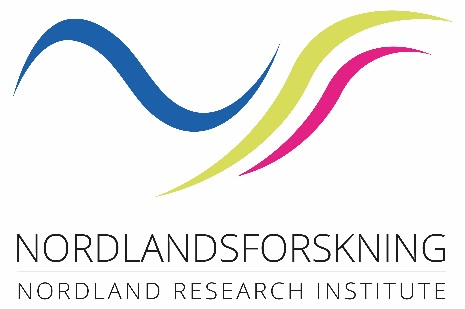 NORDLANDSFORSKNING
NORDLAND RESEARCH INSTITUTE